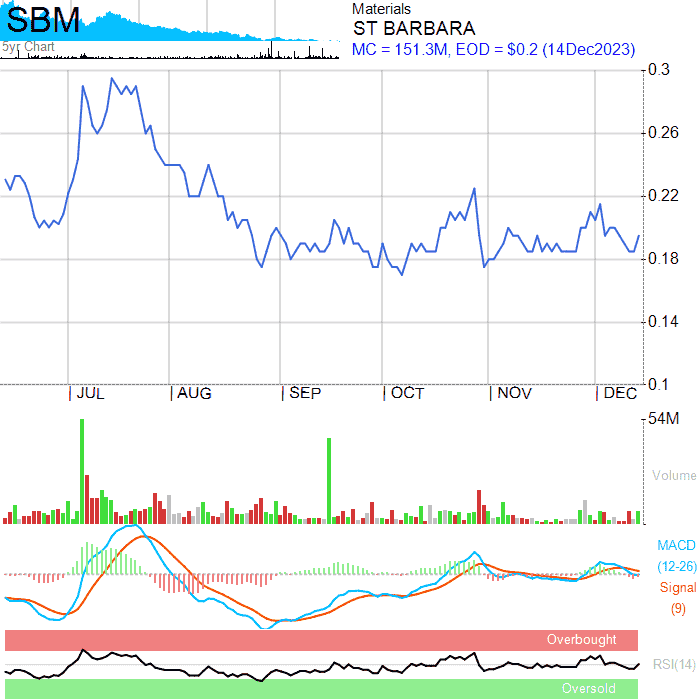 SBM
5yr Chart
Materials
ST BARBARA
MC = 151.3M, EOD = $0.2 (14Dec2023)
0.3
0.26
0.22
0.18
0.14
0.1
JUL AUG SEP OCT NOV DEC
54M
Volume
MACD
(12-26)
Signal
(9)
Overbought
RSI(14)
Oversold